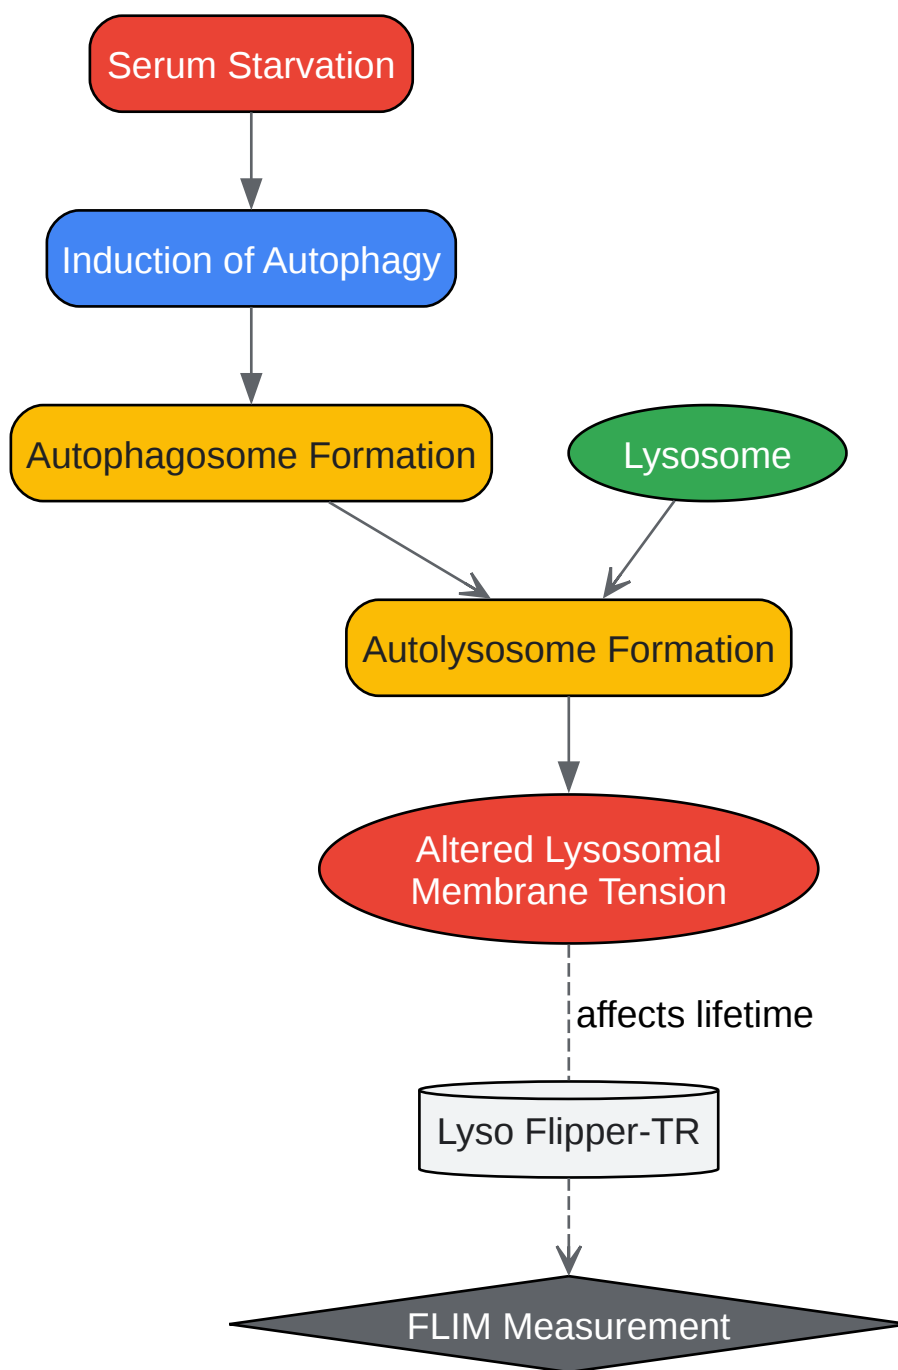 Serum Starvation
Induction of Autophagy
Autophagosome Formation
Lysosome
Autolysosome Formation
Altered Lysosomal
Membrane Tension
affects lifetime
Lyso Flipper-TR
FLIM Measurement